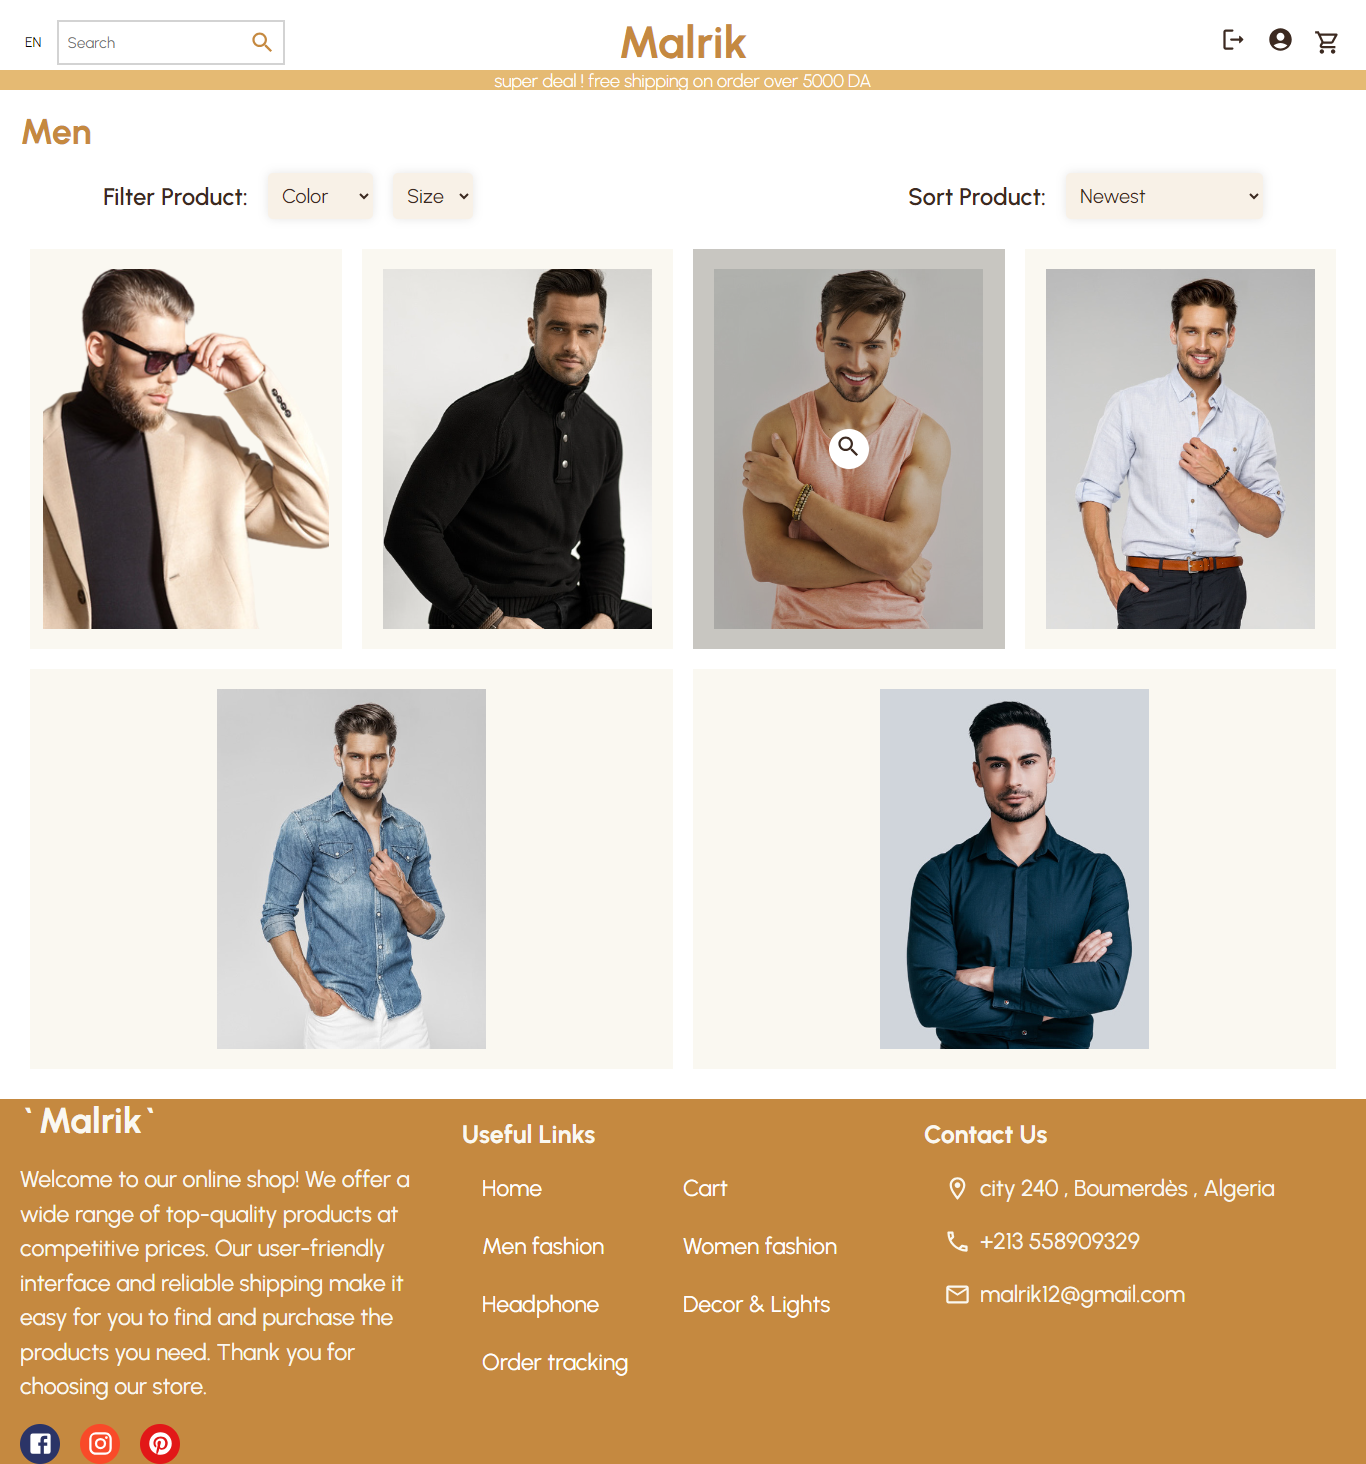 EN
Search
Malrik
super deal ! free shipping on order over 5000 DA
Men
Filter Product:
Color
Size
Sort Product:
Newest
` Malrik `
Welcome to our online shop! We offer a
wide range of top-quality products at
competitive prices. Our user-friendly
interface and reliable shipping make it
easy for you to find and purchase the
products you need. Thank you for
choosing our store.
Useful Links
Home
Cart
Men fashion
Women fashion
Headphone
Decor & Lights
Order tracking
Contact Us
city 240 , Boumerdès , Algeria
+213 558909329
malrik12@gmail.com